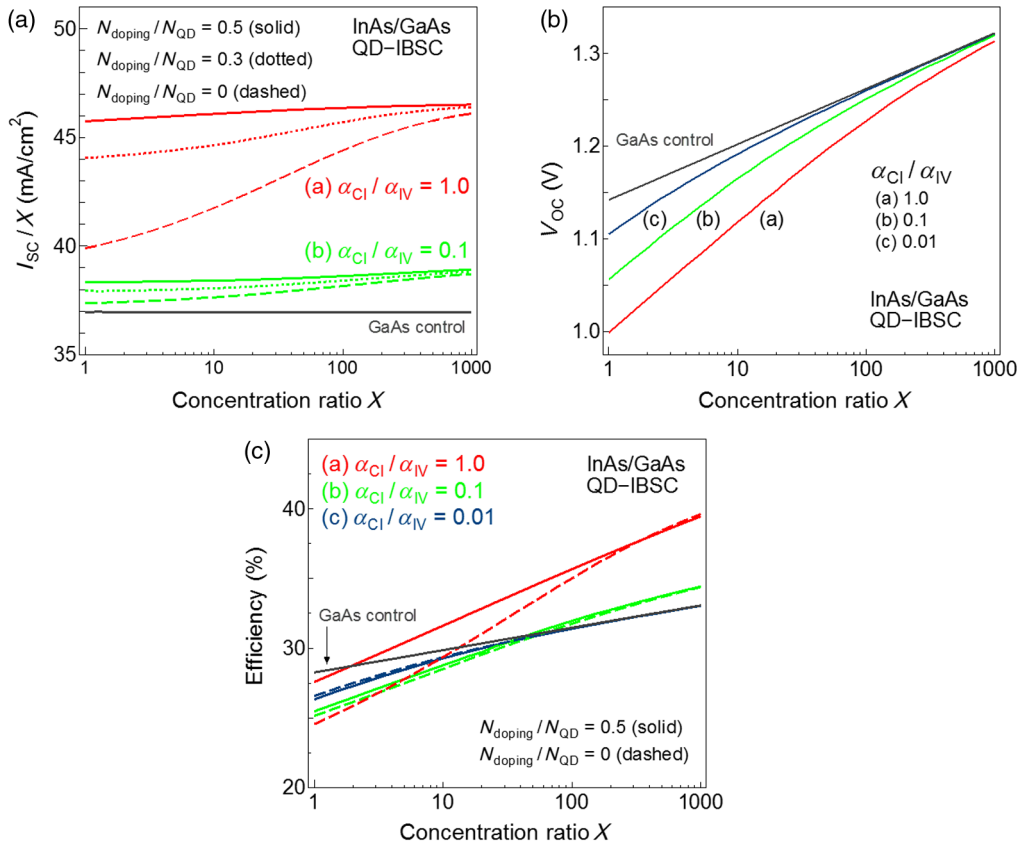 (a)
50
45
40
35
I_SC / X (mA/cm²)
N_doping / N_QD = 0.5 (solid)
N_doping / N_QD = 0.3 (dotted)
N_doping / N_QD = 0 (dashed)
InAs/GaAs
QD−IBSC
(a) α_CI / α_IV = 1.0
(b) α_CI / α_IV = 0.1
GaAs control
1 10 100 1000
Concentration ratio X
(b)
1.3
1.2
1.1
1.0
V_OC (V)
GaAs control
(c) (b) (a)
α_CI / α_IV
(a) 1.0
(b) 0.1
(c) 0.01
InAs/GaAs
QD−IBSC
1 10 100 1000
Concentration ratio X
(c)
40
30
20
Efficiency (%)
(a) α_CI / α_IV = 1.0
(b) α_CI / α_IV = 0.1
(c) α_CI / α_IV = 0.01
InAs/GaAs
QD−IBSC
GaAs control
N_doping / N_QD = 0.5 (solid)
N_doping / N_QD = 0 (dashed)
1 10 100 1000
Concentration ratio X